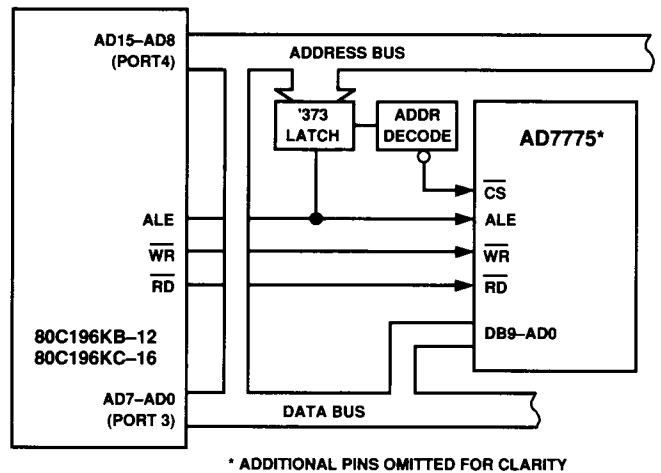 AD15–AD8
(PORT4)
ADDRESS BUS
'373
LATCH
ADDR
DECODE
AD7775*
CS
ALE
ALE
WR
WR
RD
RD
80C196KB–12
80C196KC–16
DB9–AD0
AD7–AD0
(PORT 3)
DATA BUS
* ADDITIONAL PINS OMITTED FOR CLARITY